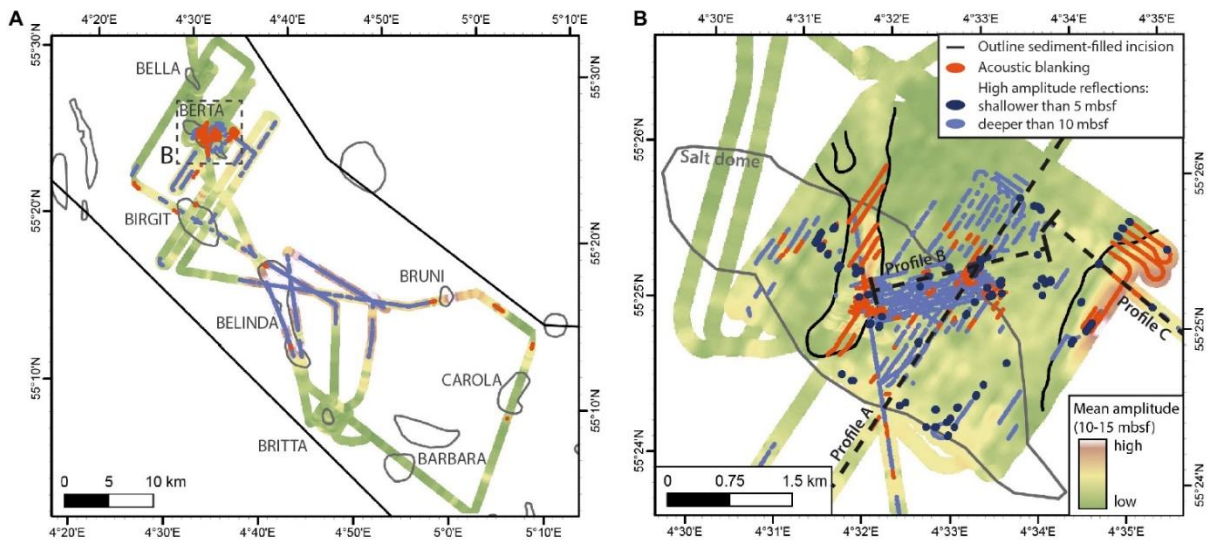 A
4°40'E
4°50'E
5°0'E
5°10'E
55°30'N
55°20'N
55°10'N
55°30'N
55°20'N
55°10'N
BELLA
BERTA
B
BIRGIT
BRUNI
BELINDA
CAROLA
BRITTA
BARBARA
0 5 10 km
4°20'E
4°30'E
4°40'E
4°50'E
5°0'E
5°10'E
B
4°30'E
4°31'E
4°32'E
4°33'E
4°34'E
4°35'E
Outline sediment-filled incision
Acoustic blanking
High amplitude reflections:
shallower than 5 mbsf
deeper than 10 mbsf
55°26'N
55°25'N
55°24'N
55°26'N
55°25'N
55°24'N
Salt dome
Profile B
Profile C
Profile A
Mean amplitude
(10-15 mbsf)
high
low
0 0.75 1.5 km
4°30'E
4°31'E
4°32'E
4°33'E
4°34'E
4°35'E